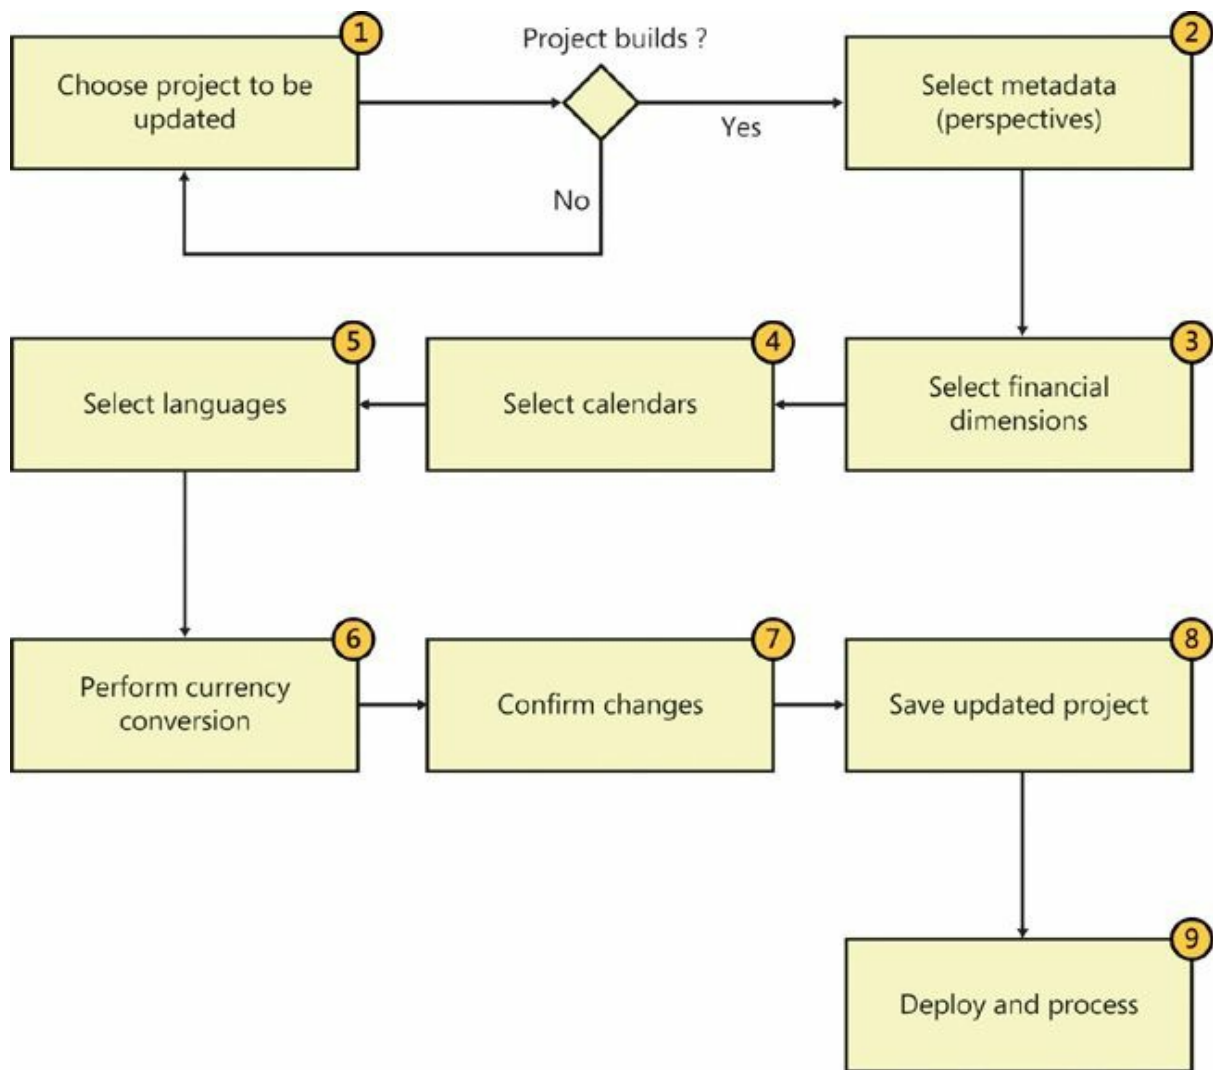 1
Choose project to be
updated
Project builds ?
Yes
No
2
Select metadata
(perspectives)
3
Select financial
dimensions
4
Select calendars
5
Select languages
6
Perform currency
conversion
7
Confirm changes
8
Save updated project
9
Deploy and process